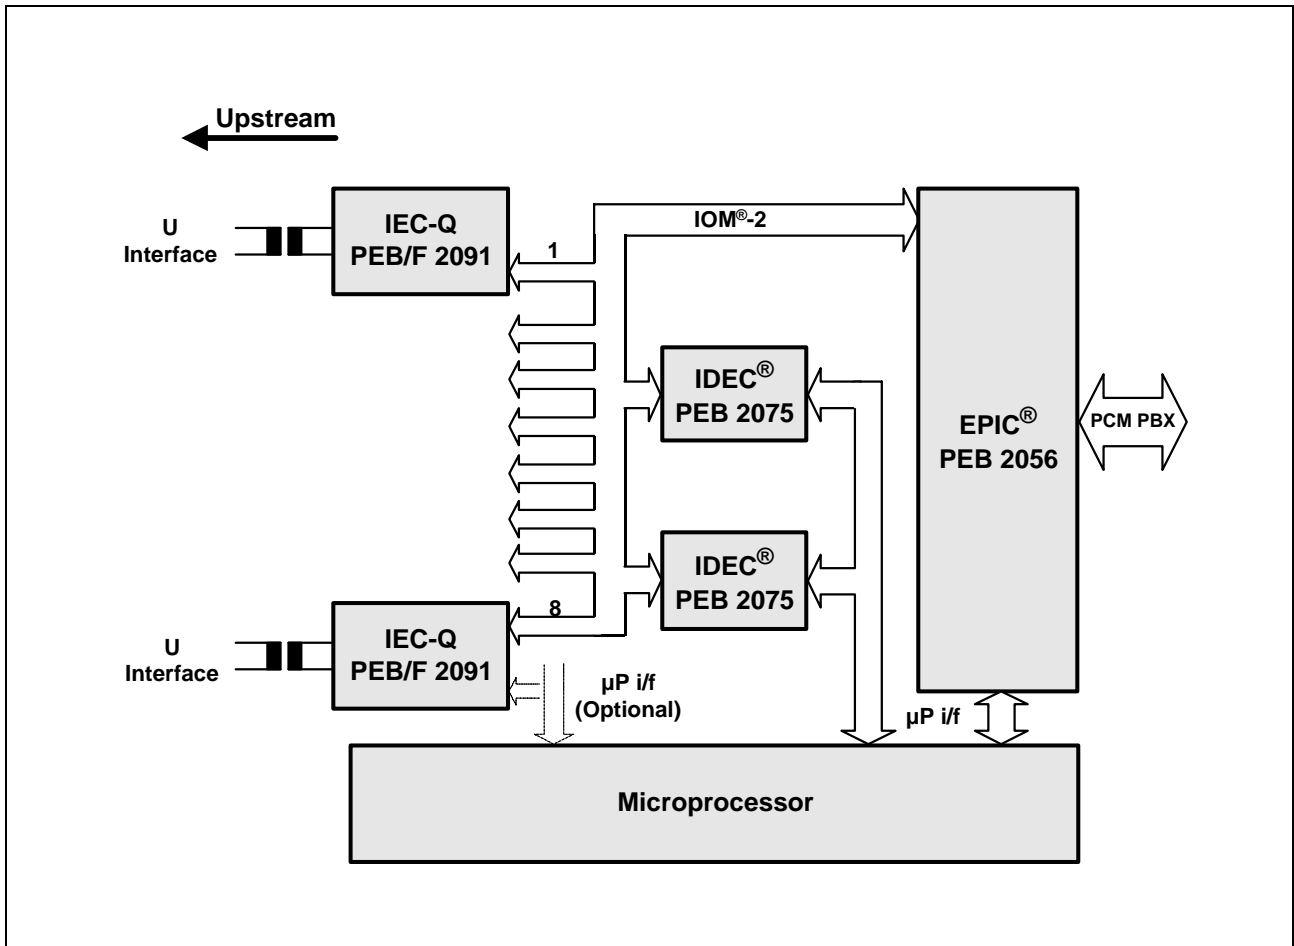 Upstream
U
Interface
IEC-Q
PEB/F 2091
1
IOM®-2
IDEC®
PEB 2075
EPIC®
PEB 2056
PCM PBX
IDEC®
PEB 2075
8
U
Interface
IEC-Q
PEB/F 2091
µP i/f
(Optional)
µP i/f
Microprocessor